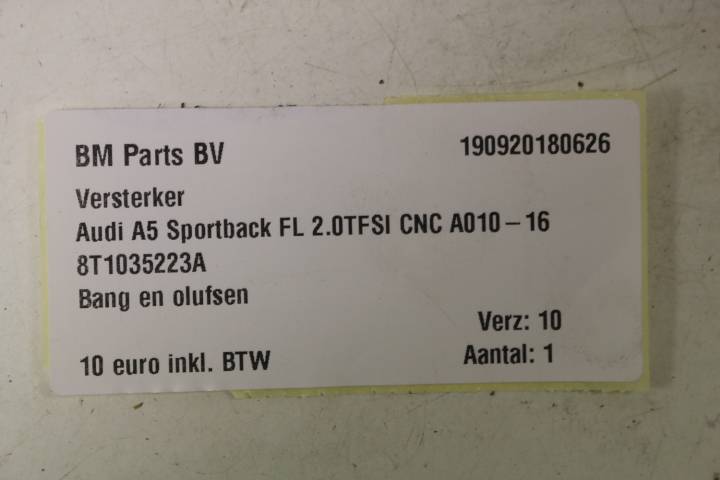 BM Parts BV 190920180626
Versterker
Audi A5 Sportback FL 2.0TFSI CNC A010-16
8T1035223A
Bang en olufsen
Verz: 10
10 euro inkl. BTW Aantal: 1